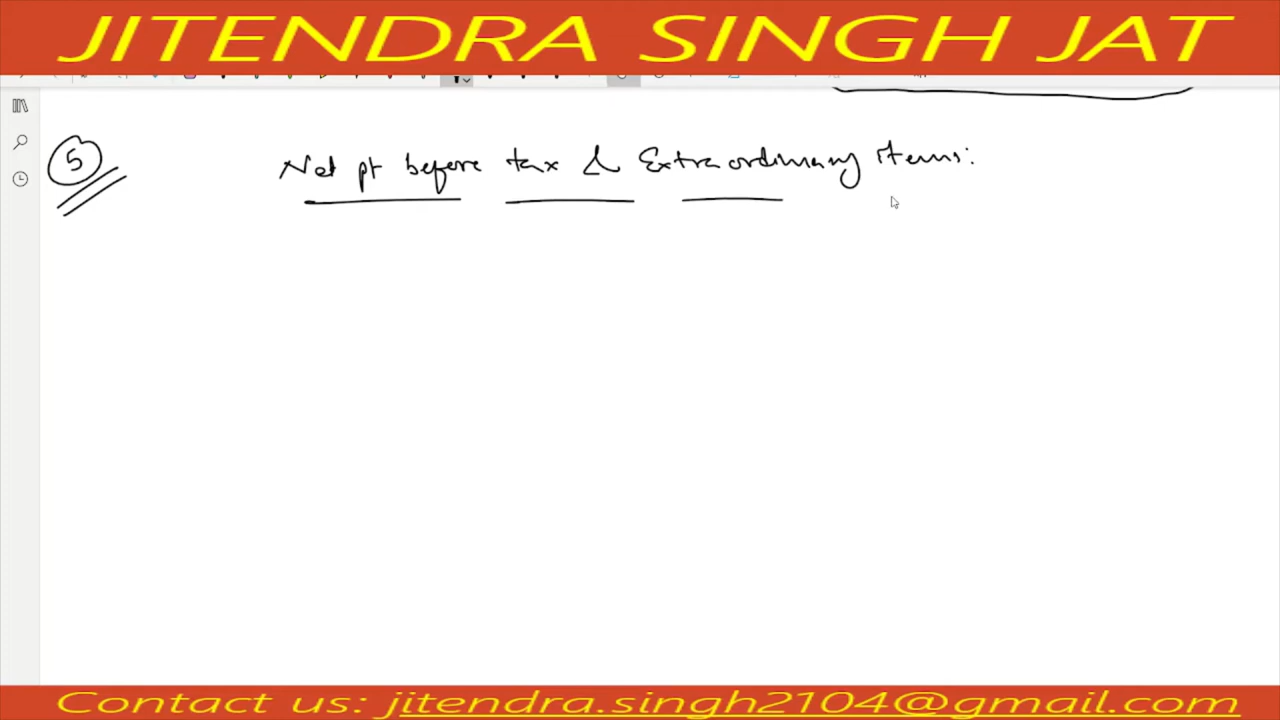 JITENDRA SINGH JAT
5 Net pt before tax & Extraordinary items:
Contact us: jitendra.singh2104@gmail.com